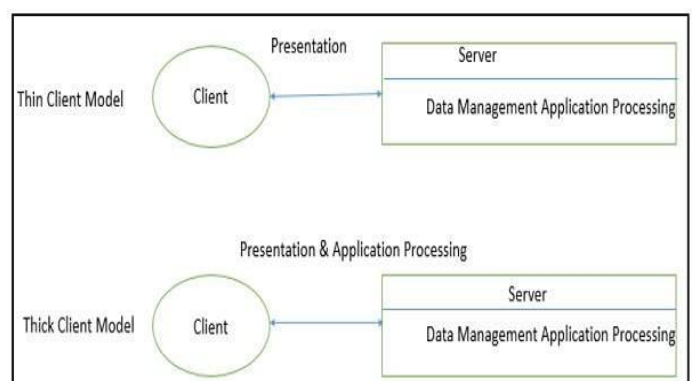 Presentation
Server
Thin Client Model
Client
Data Management Application Processing
Presentation & Application Processing
Server
Thick Client Model
Client
Data Management Application Processing